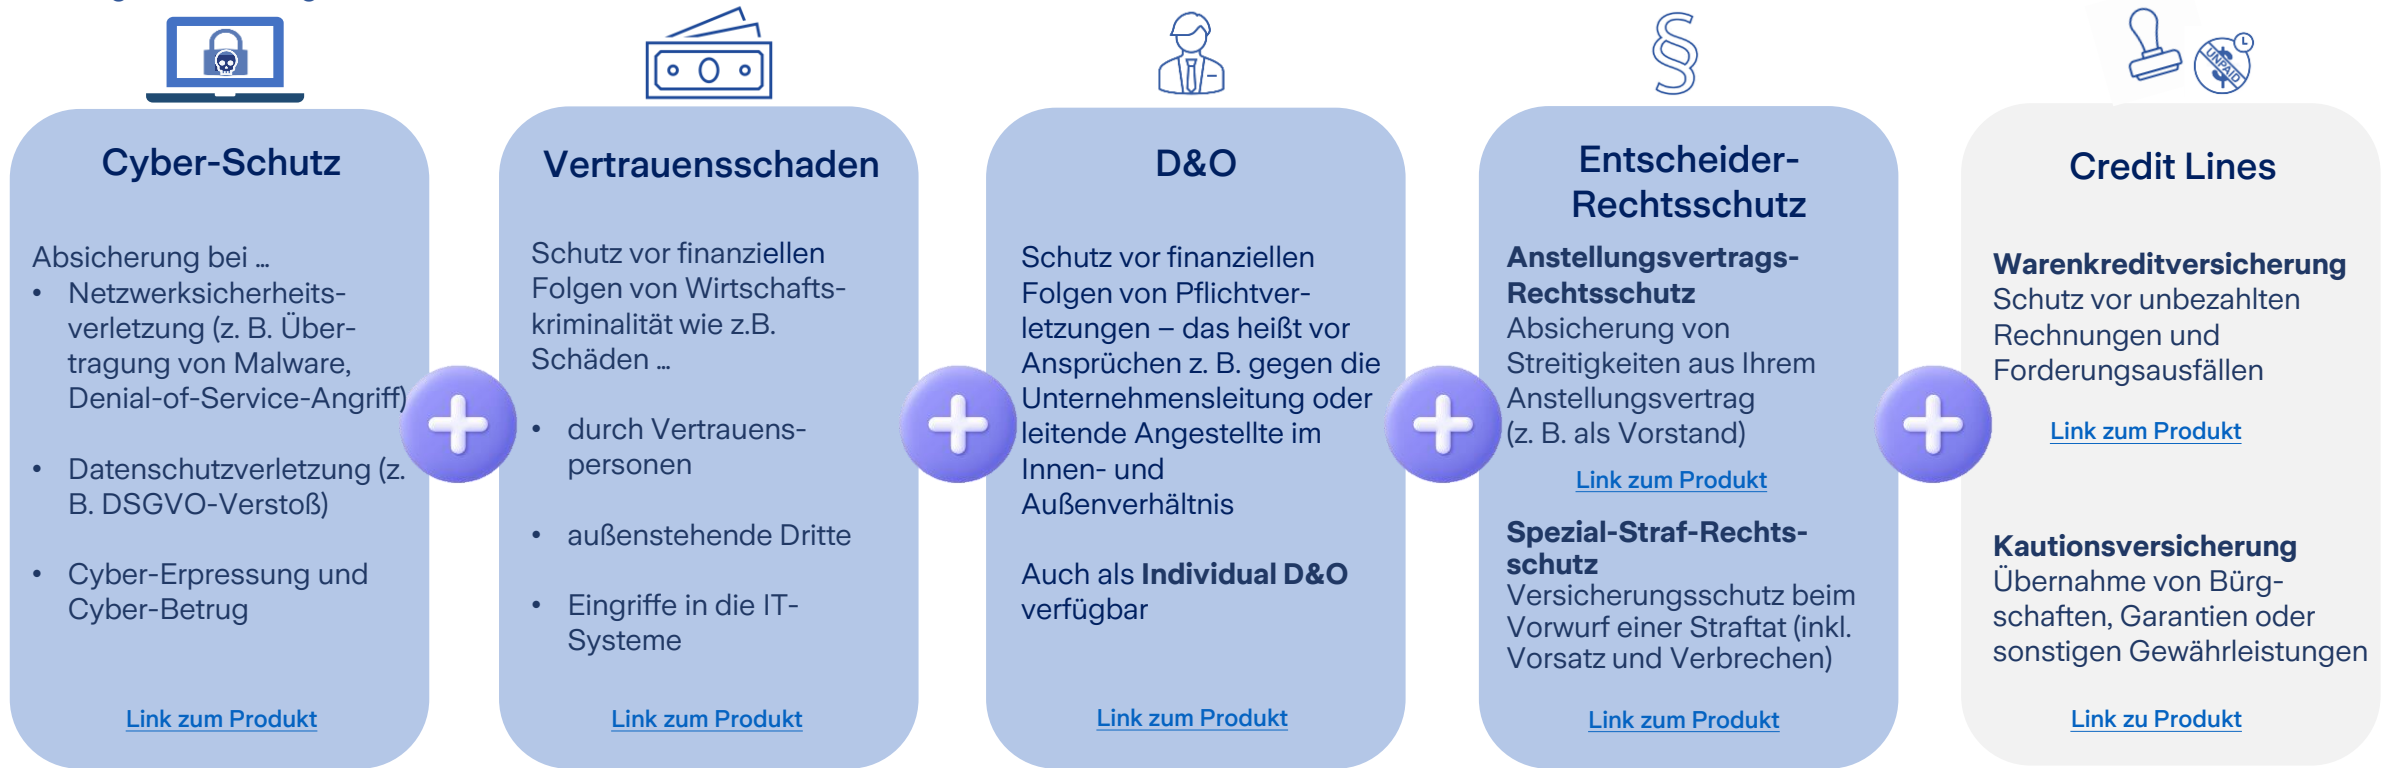 UNPAID
Cyber-Schutz
Absicherung bei ...
• Netzwerksicherheits-
verletzung (z. B. Über-
tragung von Malware,
Denial-of-Service-Angriff)
• Datenschutzverletzung (z.
B. DSGVO-Verstoß)
• Cyber-Erpressung und
Cyber-Betrug
Link zum Produkt
Vertrauensschaden
Schutz vor finanziellen
Folgen von Wirtschafts-
kriminalität wie z.B.
Schäden ...
• durch Vertrauens-
personen
• außenstehende Dritte
• Eingriffe in die IT-
Systeme
Link zum Produkt
D&O
Schutz vor finanziellen
Folgen von Pflichtver-
letzungen – das heißt vor
Ansprüchen z. B. gegen die
Unternehmensleitung oder
leitende Angestellte im
Innen- und
Außenverhältnis
Auch als Individual D&O
verfügbar
Link zum Produkt
Entscheider-
Rechtsschutz
Anstellungsvertrags-
Rechtsschutz
Absicherung von
Streitigkeiten aus Ihrem
Anstellungsvertrag
(z. B. als Vorstand)
Link zum Produkt
Spezial-Straf-Rechts-
schutz
Versicherungsschutz beim
Vorwurf einer Straftat (inkl.
Vorsatz und Verbrechen)
Link zum Produkt
Credit Lines
Warenkreditversicherung
Schutz vor unbezahlten
Rechnungen und
Forderungsausfällen
Link zum Produkt
Kautionsversicherung
Übernahme von Bürg-
schaften, Garantien oder
sonstigen Gewährleistungen
Link zu Produkt